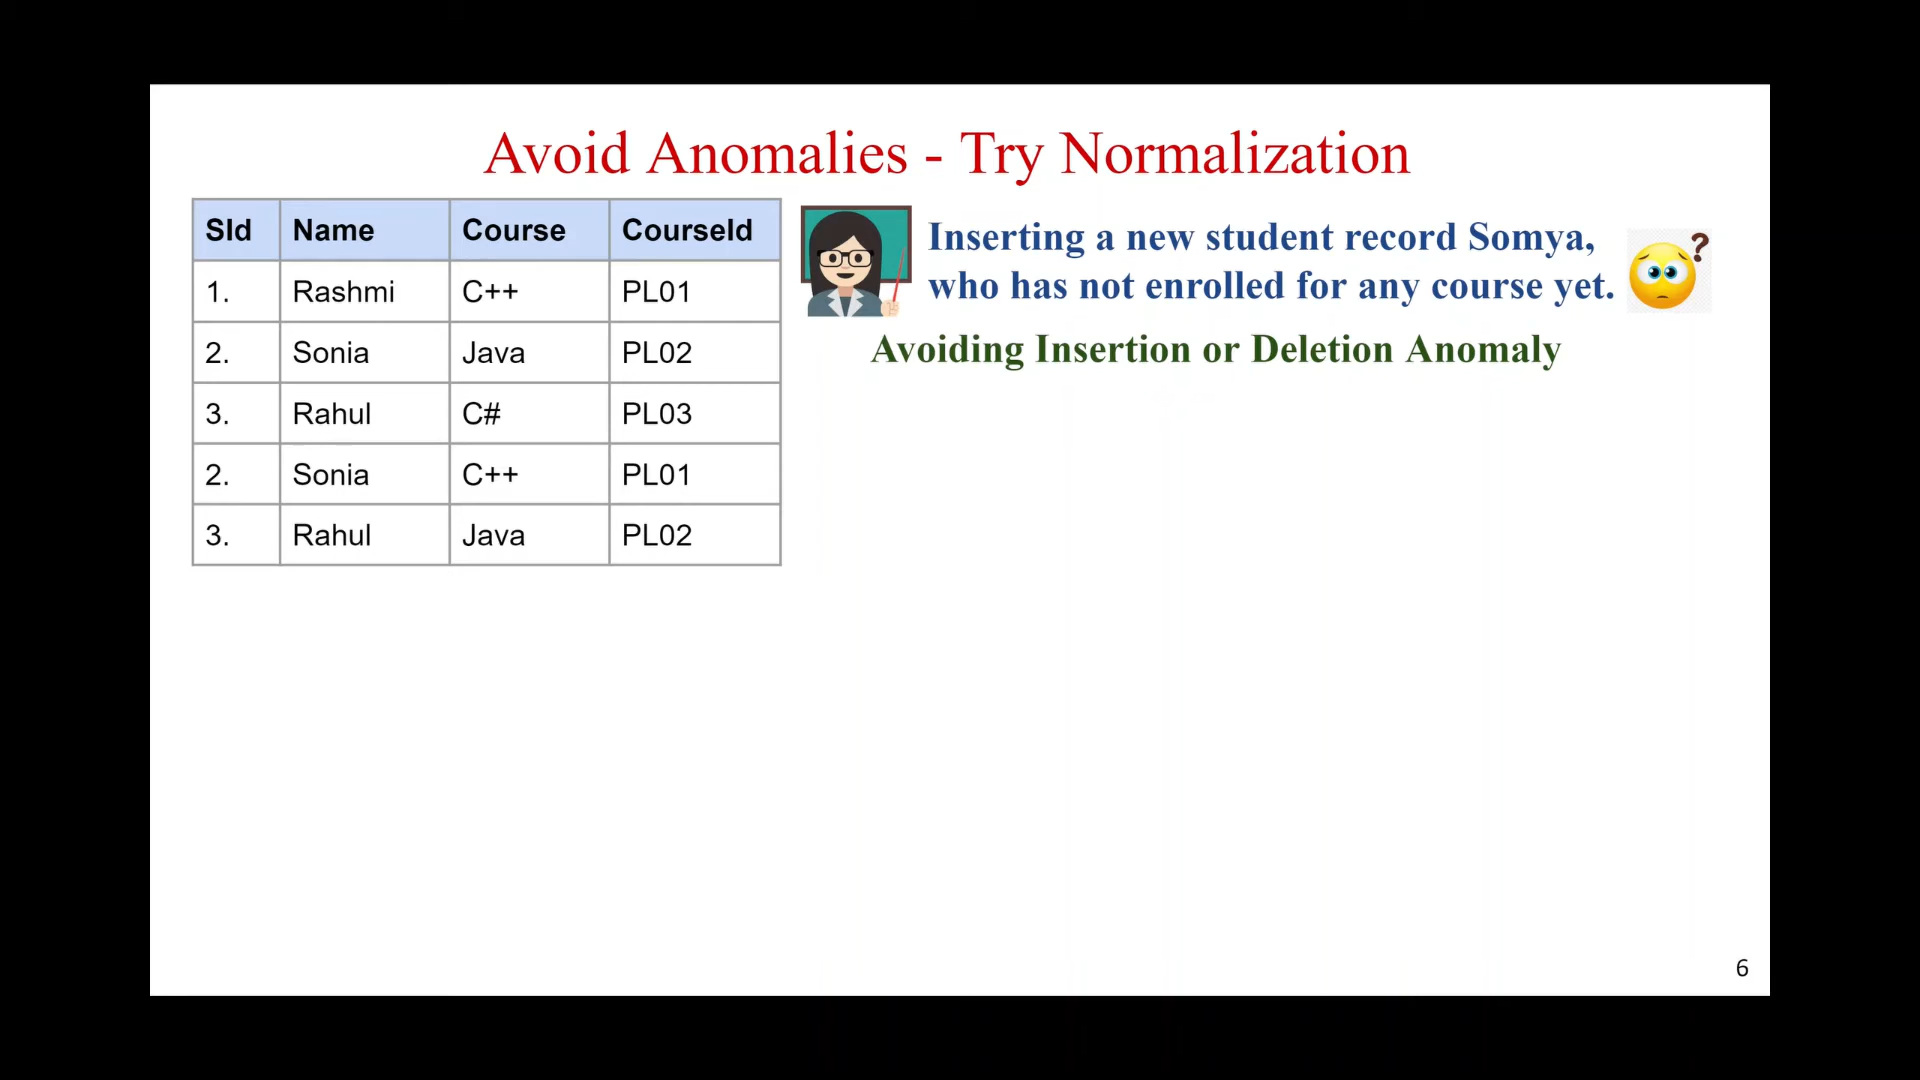 Avoid Anomalies - Try Normalization
SId Name Course CourseId
1. Rashmi C++ PL01
2. Sonia Java PL02
3. Rahul C# PL03
2. Sonia C++ PL01
3. Rahul Java PL02
Inserting a new student record Somya,
who has not enrolled for any course yet.
?
Avoiding Insertion or Deletion Anomaly
6